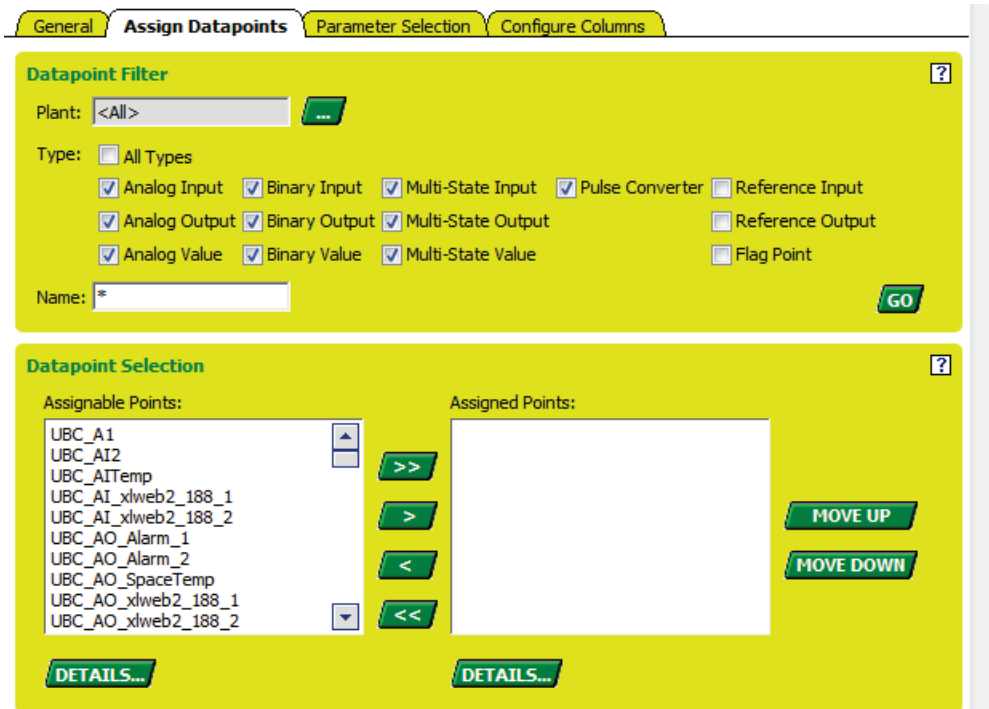 General Assign Datapoints Parameter Selection Configure Columns
Datapoint Filter ?
Plant: <All> ...
Type: All Types
Analog Input Binary Input Multi-State Input Pulse Converter Reference Input
Analog Output Binary Output Multi-State Output Reference Output
Analog Value Binary Value Multi-State Value Flag Point
Name: * GO
Datapoint Selection ?
Assignable Points: Assigned Points:
UBC_A1
UBC_AI2
UBC_AITemp
UBC_AI_xlweb2_188_1
UBC_AI_xlweb2_188_2
UBC_AO_Alarm_1
UBC_AO_Alarm_2
UBC_AO_SpaceTemp
UBC_AO_xlweb2_188_1
UBC_AO_xlweb2_188_2
>>
>
<
<<
MOVE UP
MOVE DOWN
DETAILS... DETAILS...